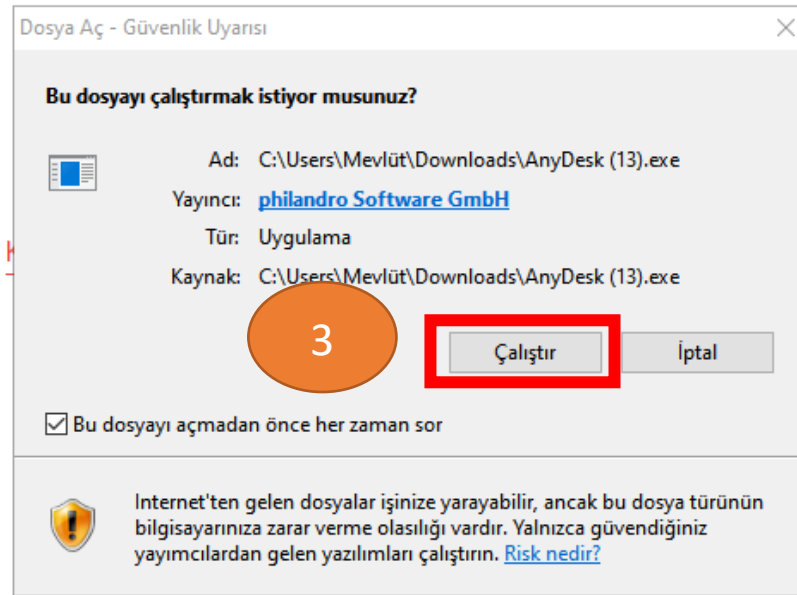 Dosya Aç - Güvenlik Uyarısı
Bu dosyayı çalıştırmak istiyor musunuz?
Ad: C:\Users\Mevlüt\Downloads\AnyDesk (13).exe
Yayıncı: philandro Software GmbH
Tür: Uygulama
Kaynak: C:\Users\Mevlüt\Downloads\AnyDesk (13).exe
3
Çalıştır İptal
Bu dosyayı açmadan önce her zaman sor
Internet'ten gelen dosyalar işinize yarayabilir, ancak bu dosya türünün
bilgisayarınıza zarar verme olasılığı vardır. Yalnızca güvendiğiniz
yayımcılardan gelen yazılımları çalıştırın. Risk nedir?